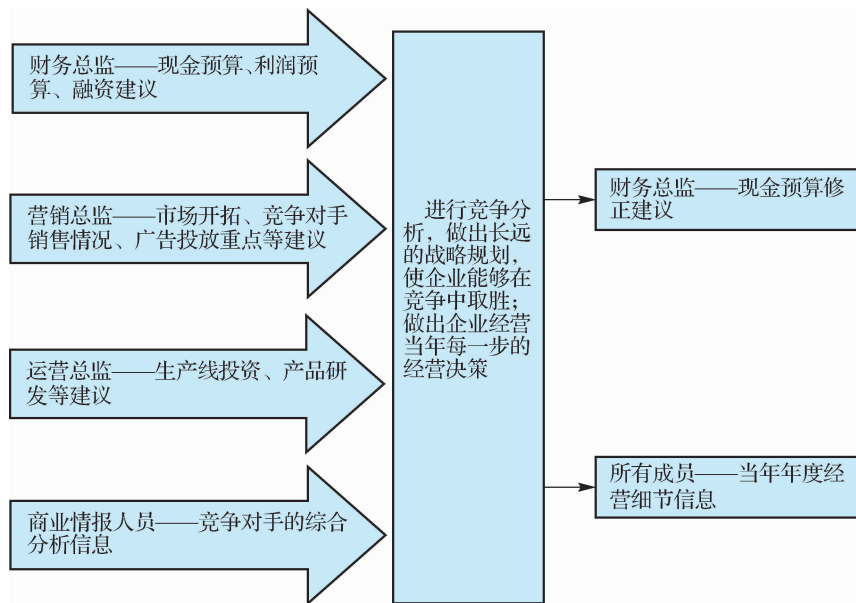 财务总监——现金预算、利润预
算、融资建议
营销总监——市场开拓、竞争对手
销售情况、广告投放重点等建议
运营总监——生产线投资、产品研
发等建议
商业情报人员——竞争对手的综合
分析信息
进行竞争分
析，做出长远
的战略规划，
使企业能够在
竞争中取胜；
做出企业经营
当年每一步的
经营决策
财务总监——现金预算修
正建议
所有成员——当年年度经
营细节信息